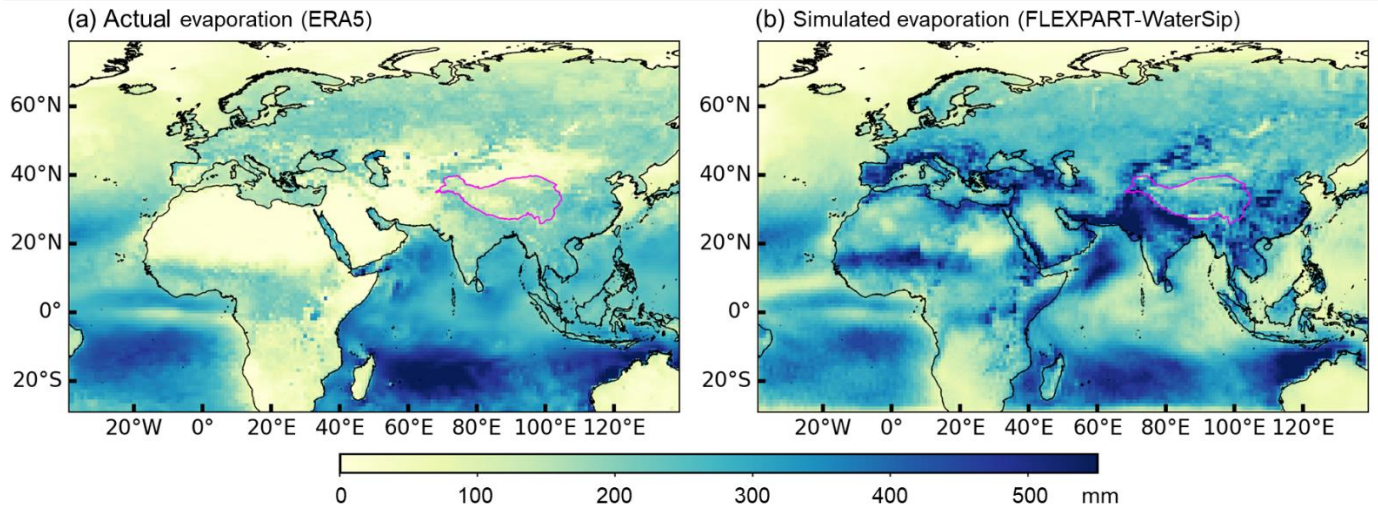 (a) Actual evaporation (ERA5) (b) Simulated evaporation (FLEXPART-WaterSip)
60°N 60°N
40°N 40°N
20°N 20°N
0° 0°
20°S 20°S
20°W 0° 20°E 40°E 60°E 80°E 100°E 120°E 20°W 0° 20°E 40°E 60°E 80°E 100°E 120°E
0 100 200 300 400 500 mm